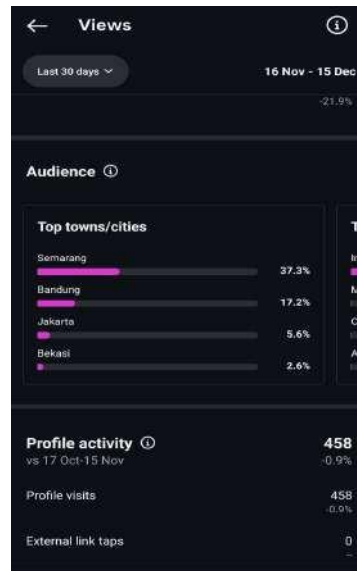 Views
Last 30 days
16 Nov - 15 Dec
-21.9%
Audience
Top towns/cities
Semarang
37.3%
Bandung
17.2%
Jakarta
5.6%
Bekasi
2.6%
Profile activity
458
vs 17 Oct-15 Nov
-0.9%
Profile visits
458
-0.9%
External link taps
0
--